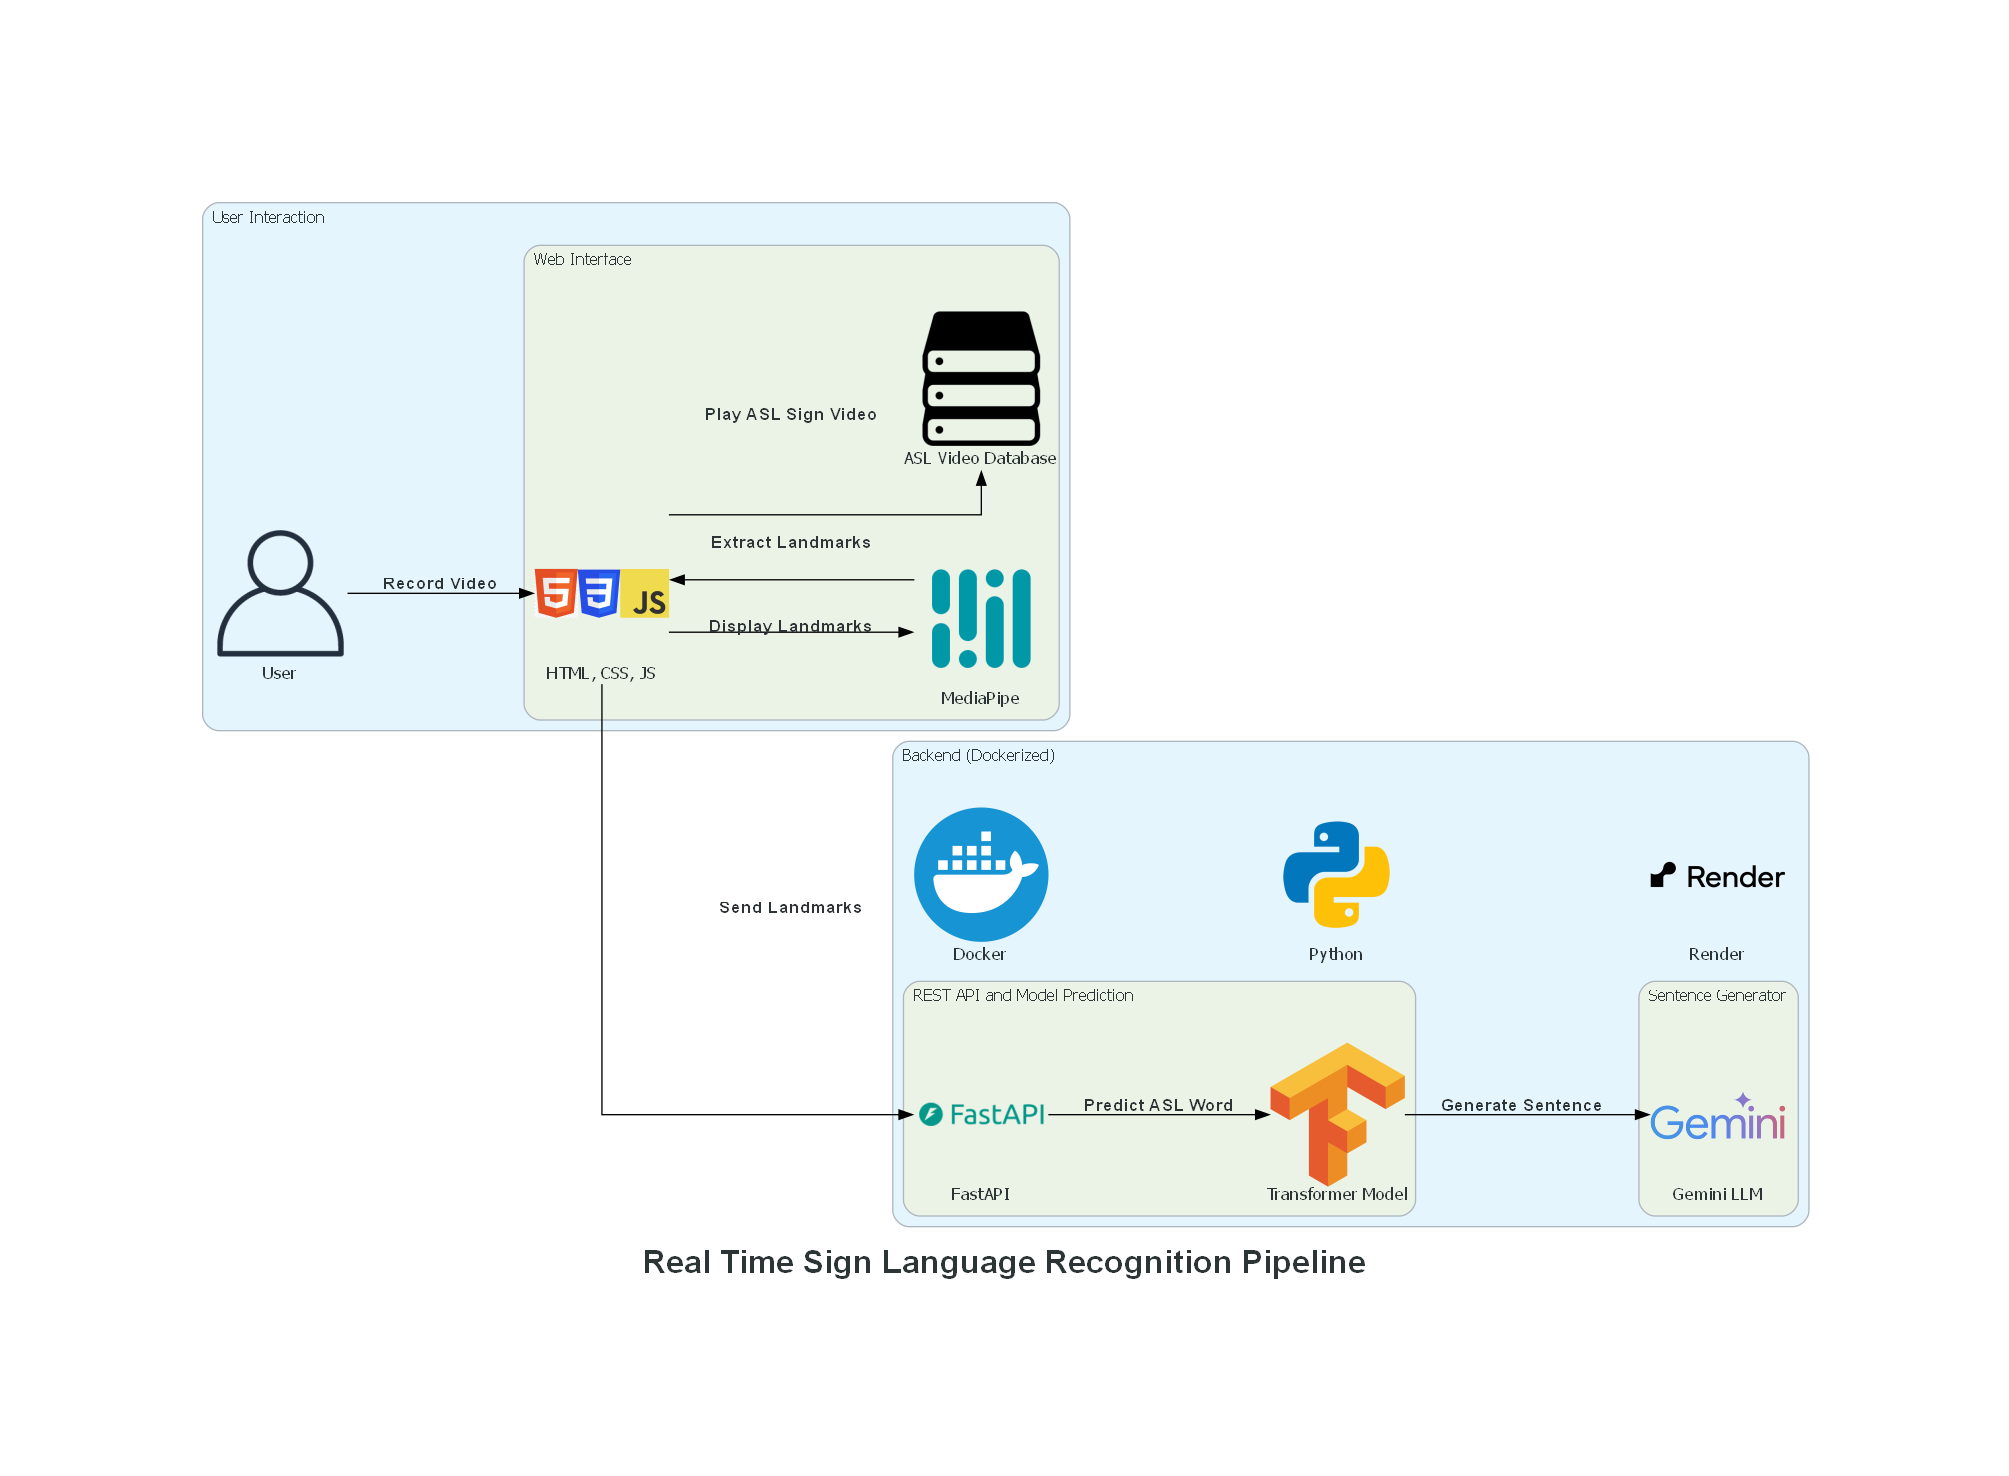 User Interaction
Web Interface
Play ASL Sign Video
ASL Video Database
Extract Landmarks
Record Video
5
3
JS
Display Landmarks
User
HTML, CSS, JS
MediaPipe
Backend (Dockerized)
Render
Send Landmarks
Docker
Python
Render
REST API and Model Prediction
Sentence Generator
FastAPI
Predict ASL Word
Generate Sentence
Gemini
FastAPI
Transformer Model
Gemini LLM
Real Time Sign Language Recognition Pipeline